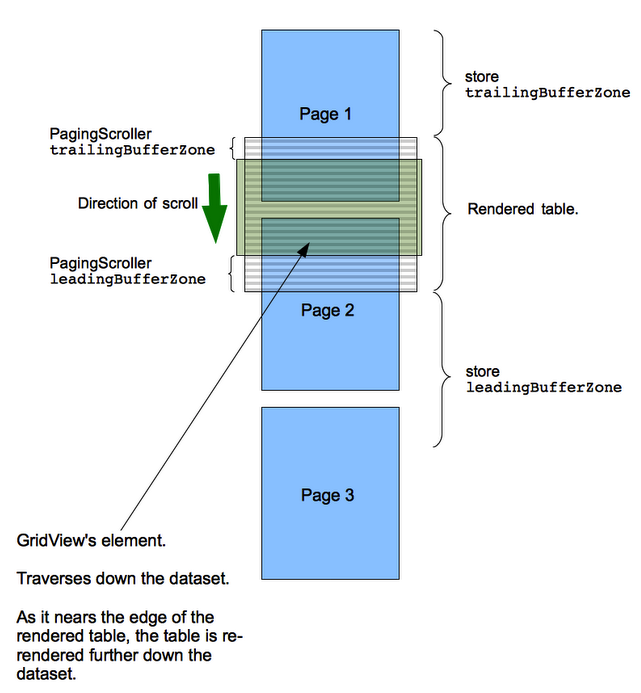 store
trailingBufferZone
Page 1
PagingScroller
trailingBufferZone
Direction of scroll
Rendered table.
PagingScroller
leadingBufferZone
Page 2
store
leadingBufferZone
Page 3
GridView's element.
Traverses down the dataset.
As it nears the edge of the
rendered table, the table is re-
rendered further down the
dataset.